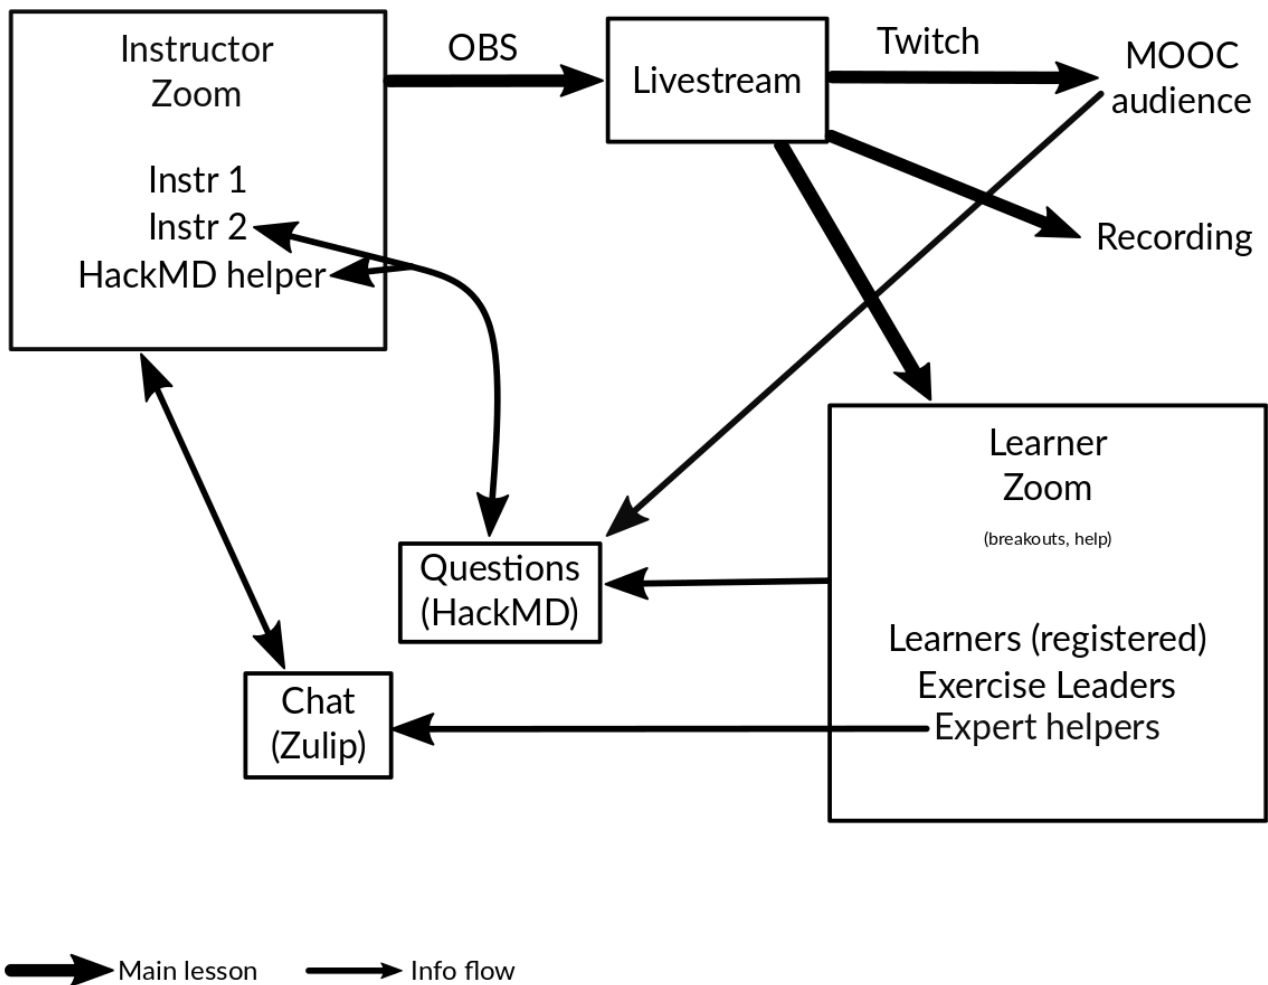 Instructor
Zoom
Instr 1
Instr 2
HackMD helper
OBS
Livestream
Twitch
MOOC
audience
Recording
Learner
Zoom
(breakouts, help)
Learners (registered)
Exercise Leaders
Expert helpers
Questions
(HackMD)
Chat
(Zulip)
Main lesson
Info flow